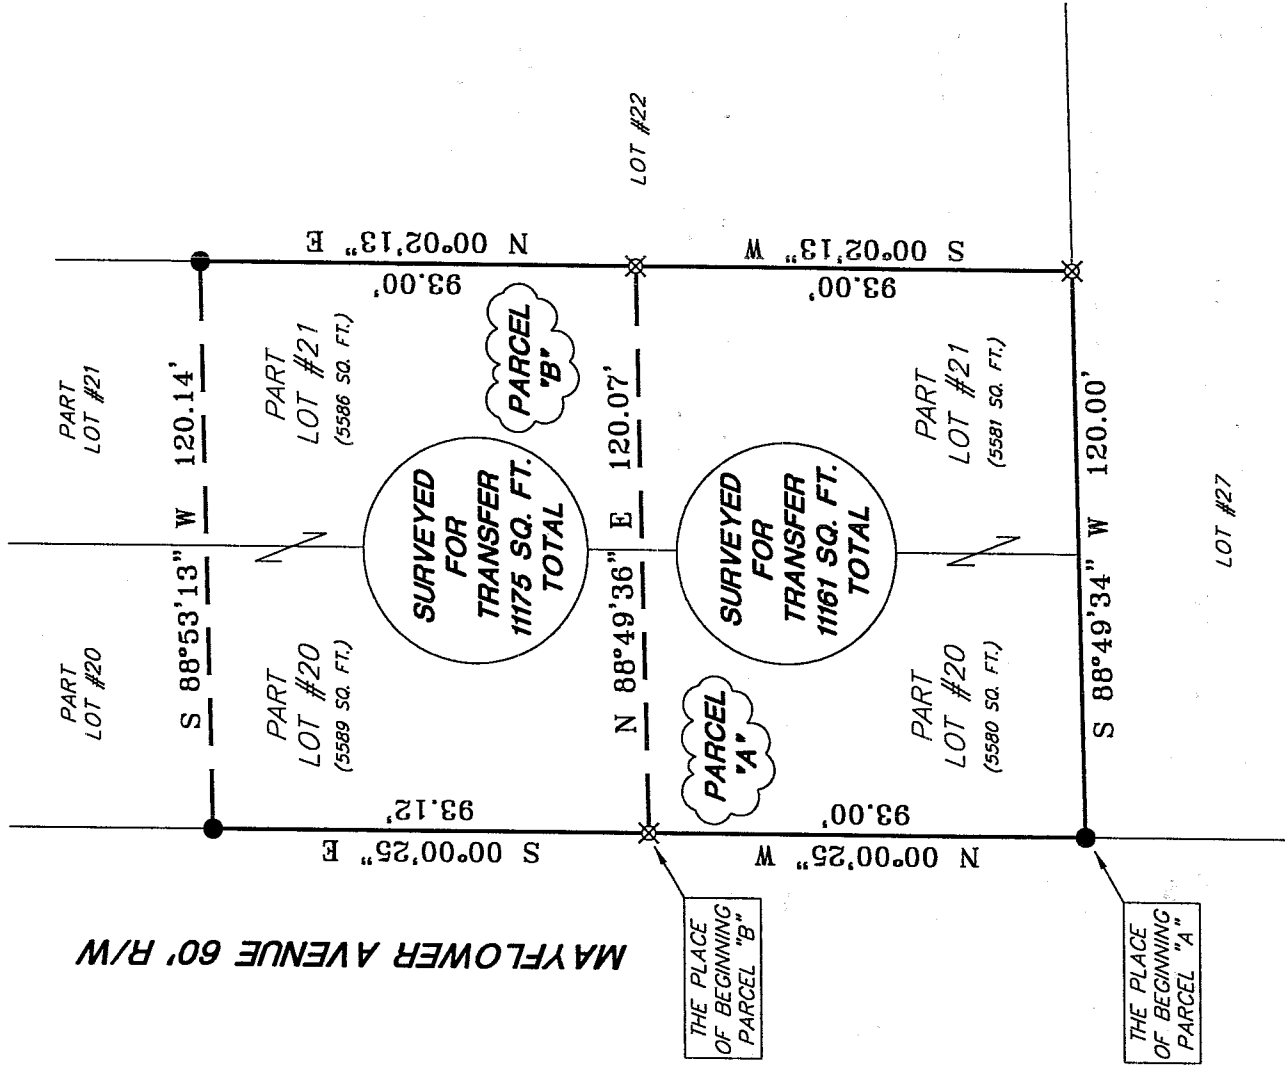 PART
LOT #20
PART
LOT #21
S 88°53'13" W 120.14'
PART
LOT #20
(5589 SQ. FT.)
PART
LOT #21
(5586 SQ. FT.)
SURVEYED
FOR
TRANSFER
11175 SQ. FT.
TOTAL
PARCEL
"B"
S 00°00'25" E
93.12'
N 00°02'13" E
93.00'
N 88°49'36" E 120.07'
LOT #22
PARCEL
"A"
SURVEYED
FOR
TRANSFER
11161 SQ. FT.
TOTAL
N 00°00'25" W
93.00'
S 00°02'13" W
93.00'
PART
LOT #20
(5580 SQ. FT.)
PART
LOT #21
(5581 SQ. FT.)
S 88°49'34" W 120.00'
LOT #27
MAYFLOWER AVENUE 60' R/W
THE PLACE
OF BEGINNING
PARCEL "B"
THE PLACE
OF BEGINNING
PARCEL "A"